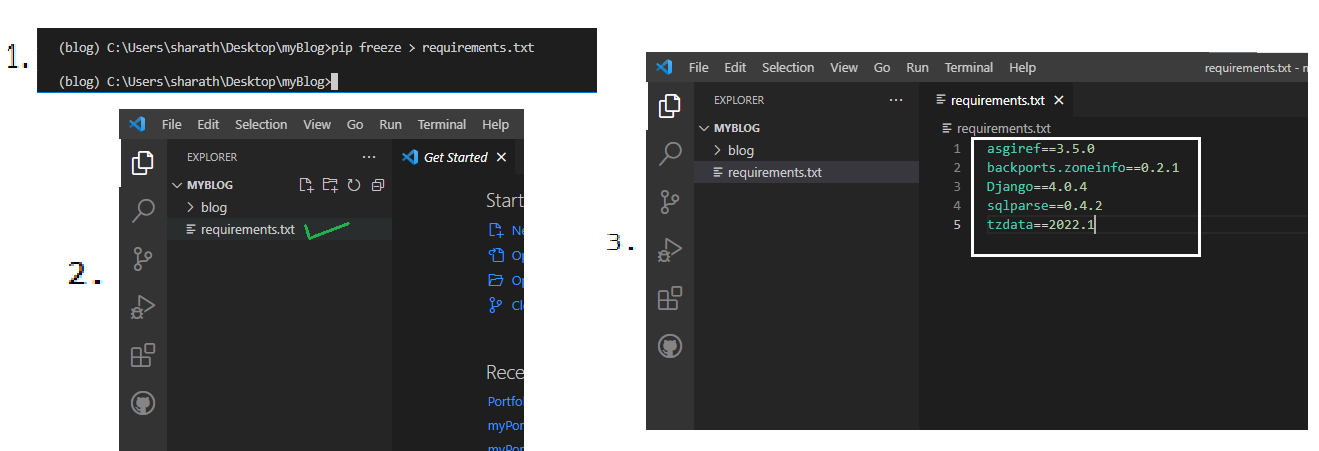 1.
(blog) C:\Users\sharath\Desktop\myBlog>pip freeze > requirements.txt
(blog) C:\Users\sharath\Desktop\myBlog>
2.
File Edit Selection View Go Run Terminal Help
EXPLORER ... Get Started ×
MYBLOG
> blog
requirements.txt
Start
Ne
Op
Op
Cl
Rece
Portfo
myPor
myPor
3.
File Edit Selection View Go Run Terminal Help requirements.txt - m
EXPLORER ... requirements.txt ×
MYBLOG
requirements.txt
> blog
requirements.txt
1 asgiref==3.5.0
2 backports.zoneinfo==0.2.1
3 Django==4.0.4
4 sqlparse==0.4.2
5 tzdata==2022.1